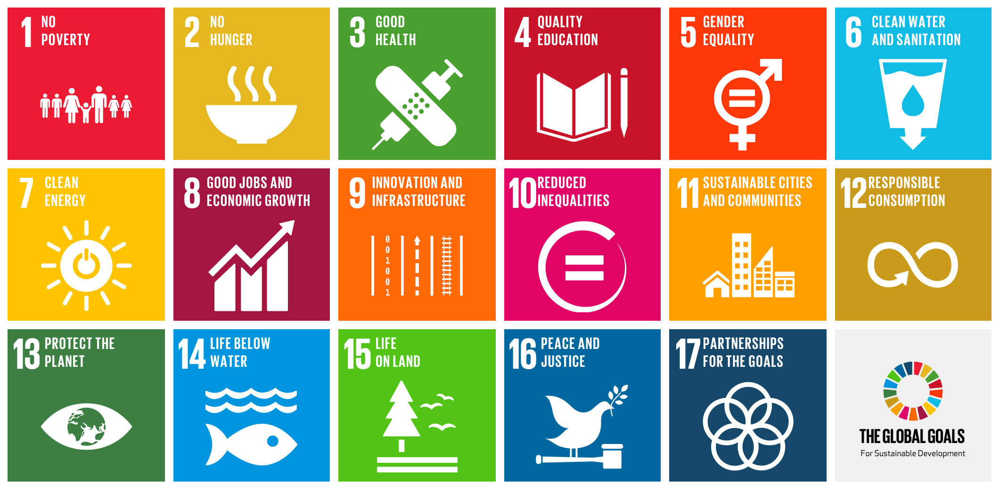 1 NO
POVERTY
2 NO
HUNGER
3 GOOD
HEALTH
4 QUALITY
EDUCATION
5 GENDER
EQUALITY
6 CLEAN WATER
AND SANITATION
7 CLEAN
ENERGY
8 GOOD JOBS AND
ECONOMIC GROWTH
9 INNOVATION AND
INFRASTRUCTURE
0
0
1
0
0
1
10 REDUCED
INEQUALITIES
11 SUSTAINABLE CITIES
AND COMMUNITIES
12 RESPONSIBLE
CONSUMPTION
13 PROTECT THE
PLANET
14 LIFE BELOW
WATER
15 LIFE
ON LAND
16 PEACE AND
JUSTICE
17 PARTNERSHIPS
FOR THE GOALS
THE GLOBAL GOALS
For Sustainable Development